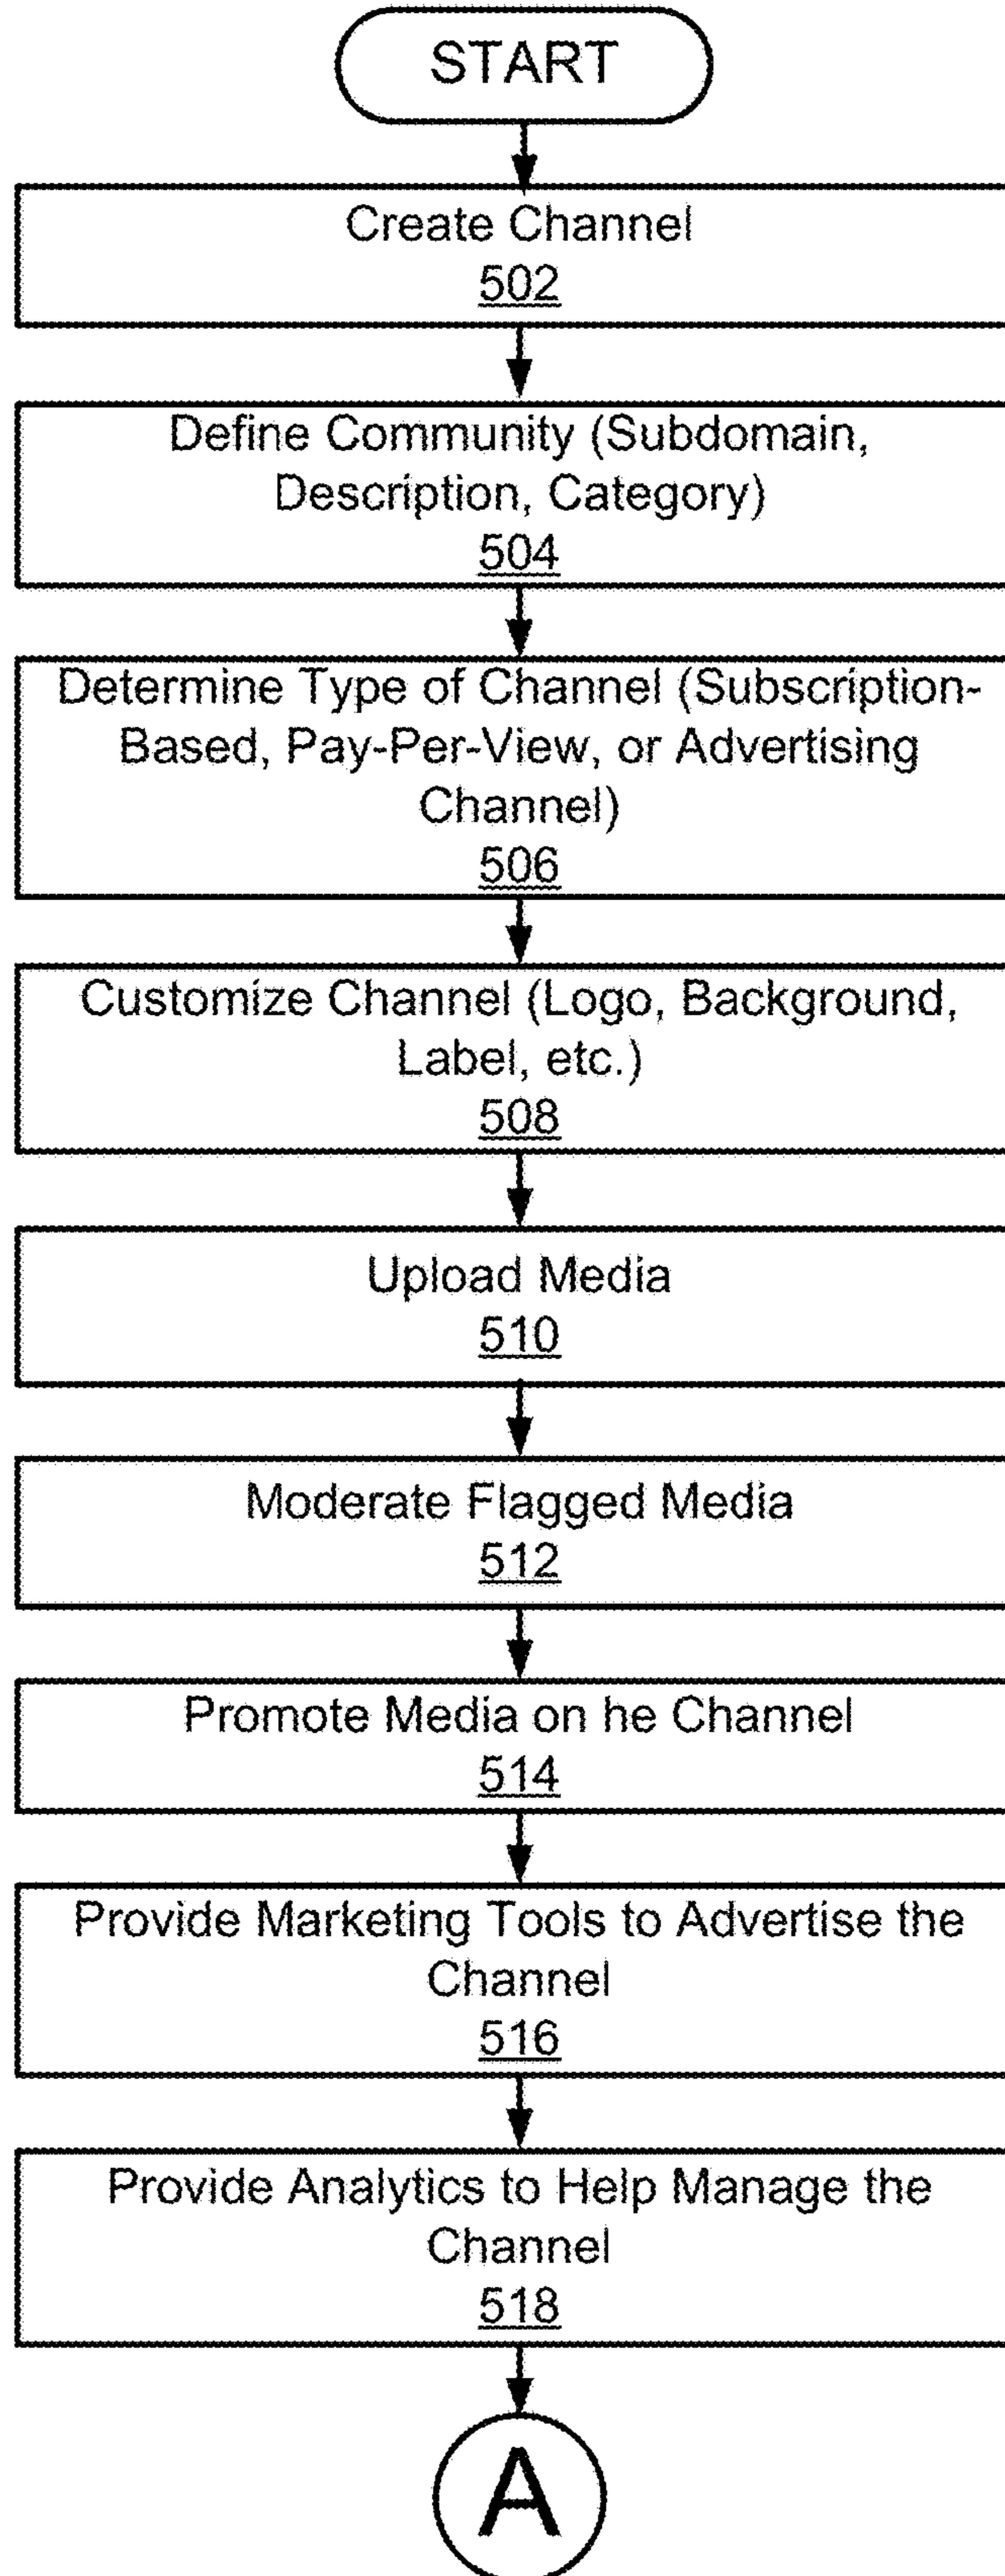 START
Create Channel
502
Define Community (Subdomain,
Description, Category)
504
Determine Type of Channel (Subscription-
Based, Pay-Per-View, or Advertising
Channel)
506
Customize Channel (Logo, Background,
Label, etc.)
508
Upload Media
510
Moderate Flagged Media
512
Promote Media on he Channel
514
Provide Marketing Tools to Advertise the
Channel
516
Provide Analytics to Help Manage the
Channel
518
A